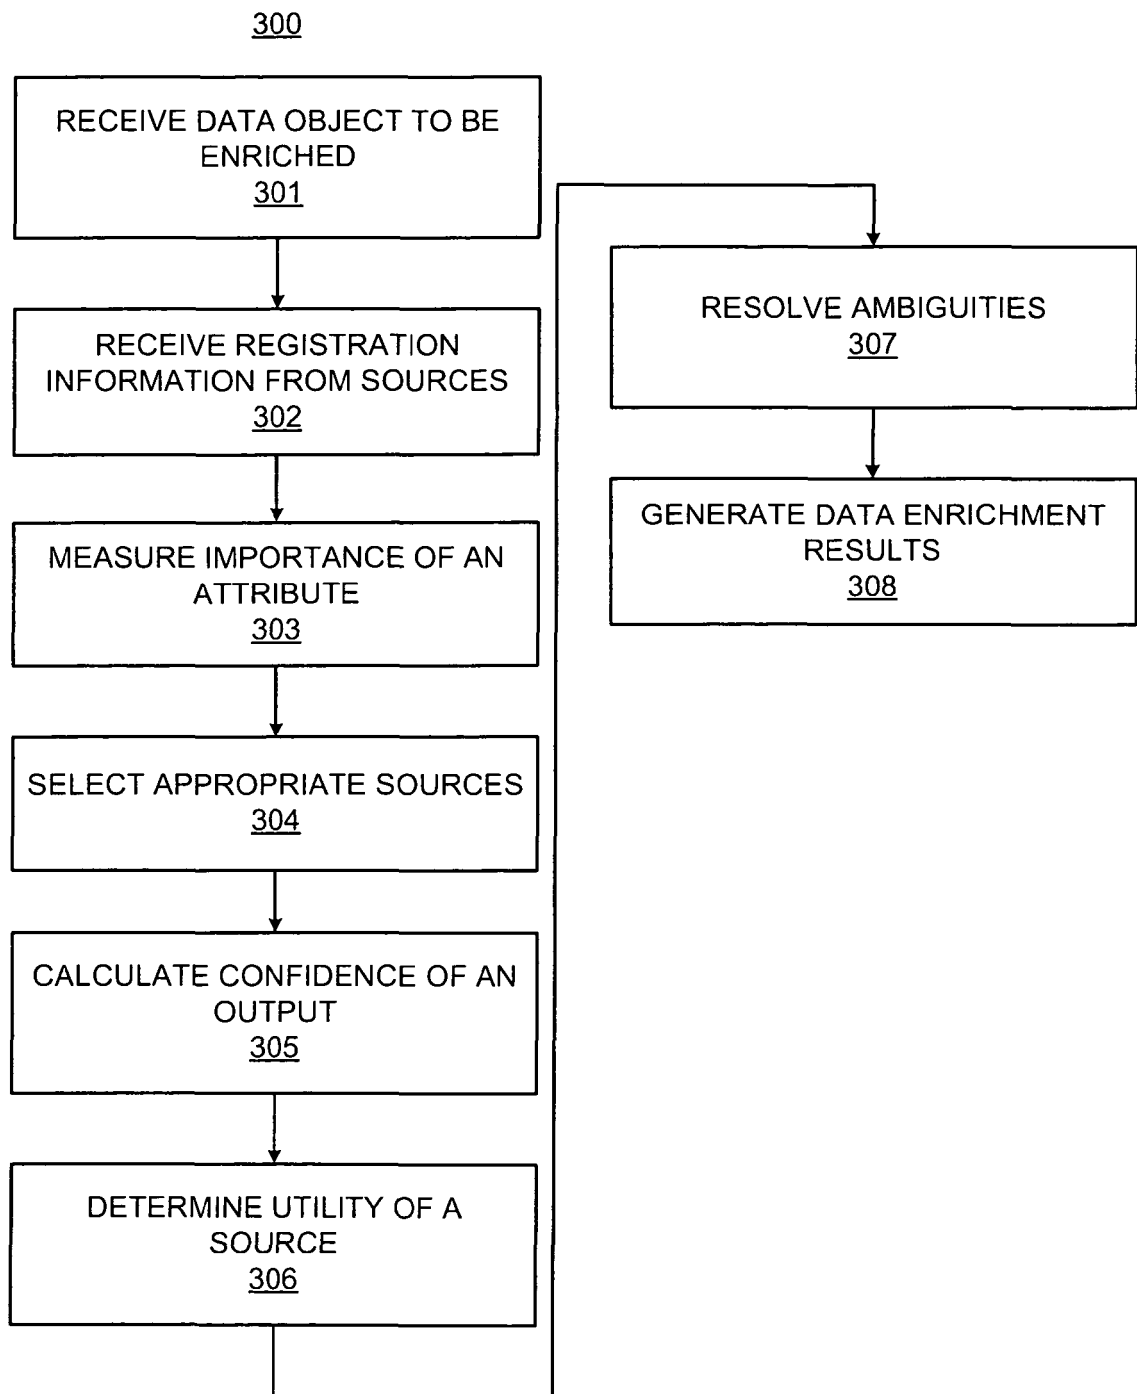 300
RECEIVE DATA OBJECT TO BE
ENRICHED
301
RECEIVE REGISTRATION
INFORMATION FROM SOURCES
302
MEASURE IMPORTANCE OF AN
ATTRIBUTE
303
SELECT APPROPRIATE SOURCES
304
CALCULATE CONFIDENCE OF AN
OUTPUT
305
DETERMINE UTILITY OF A
SOURCE
306
RESOLVE AMBIGUITIES
307
GENERATE DATA ENRICHMENT
RESULTS
308